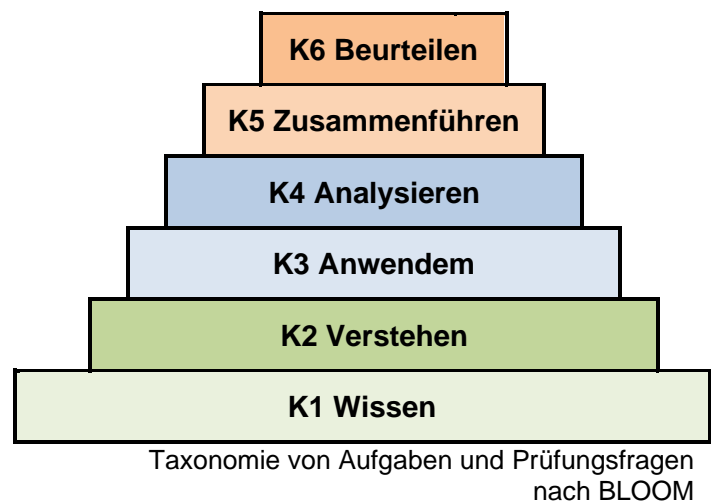 K6 Beurteilen
K5 Zusammenführen
K4 Analysieren
K3 Anwendem
K2 Verstehen
K1 Wissen
Taxonomie von Aufgaben und Prüfungsfragen
nach BLOOM